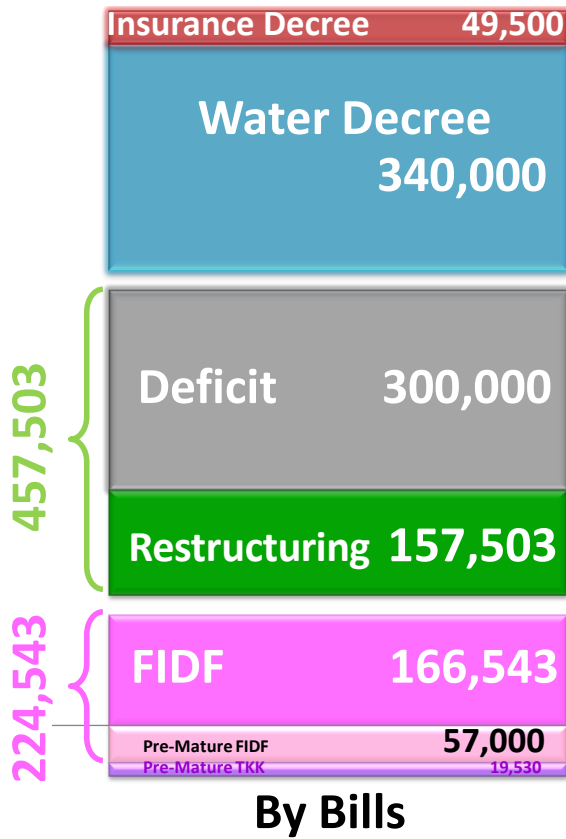 Insurance Decree 49,500
Water Decree
340,000
457,503
Deficit 300,000
Restructuring 157,503
224,543
FIDF 166,543
Pre-Mature FIDF 57,000
Pre-Mature TKK 19,530
By Bills